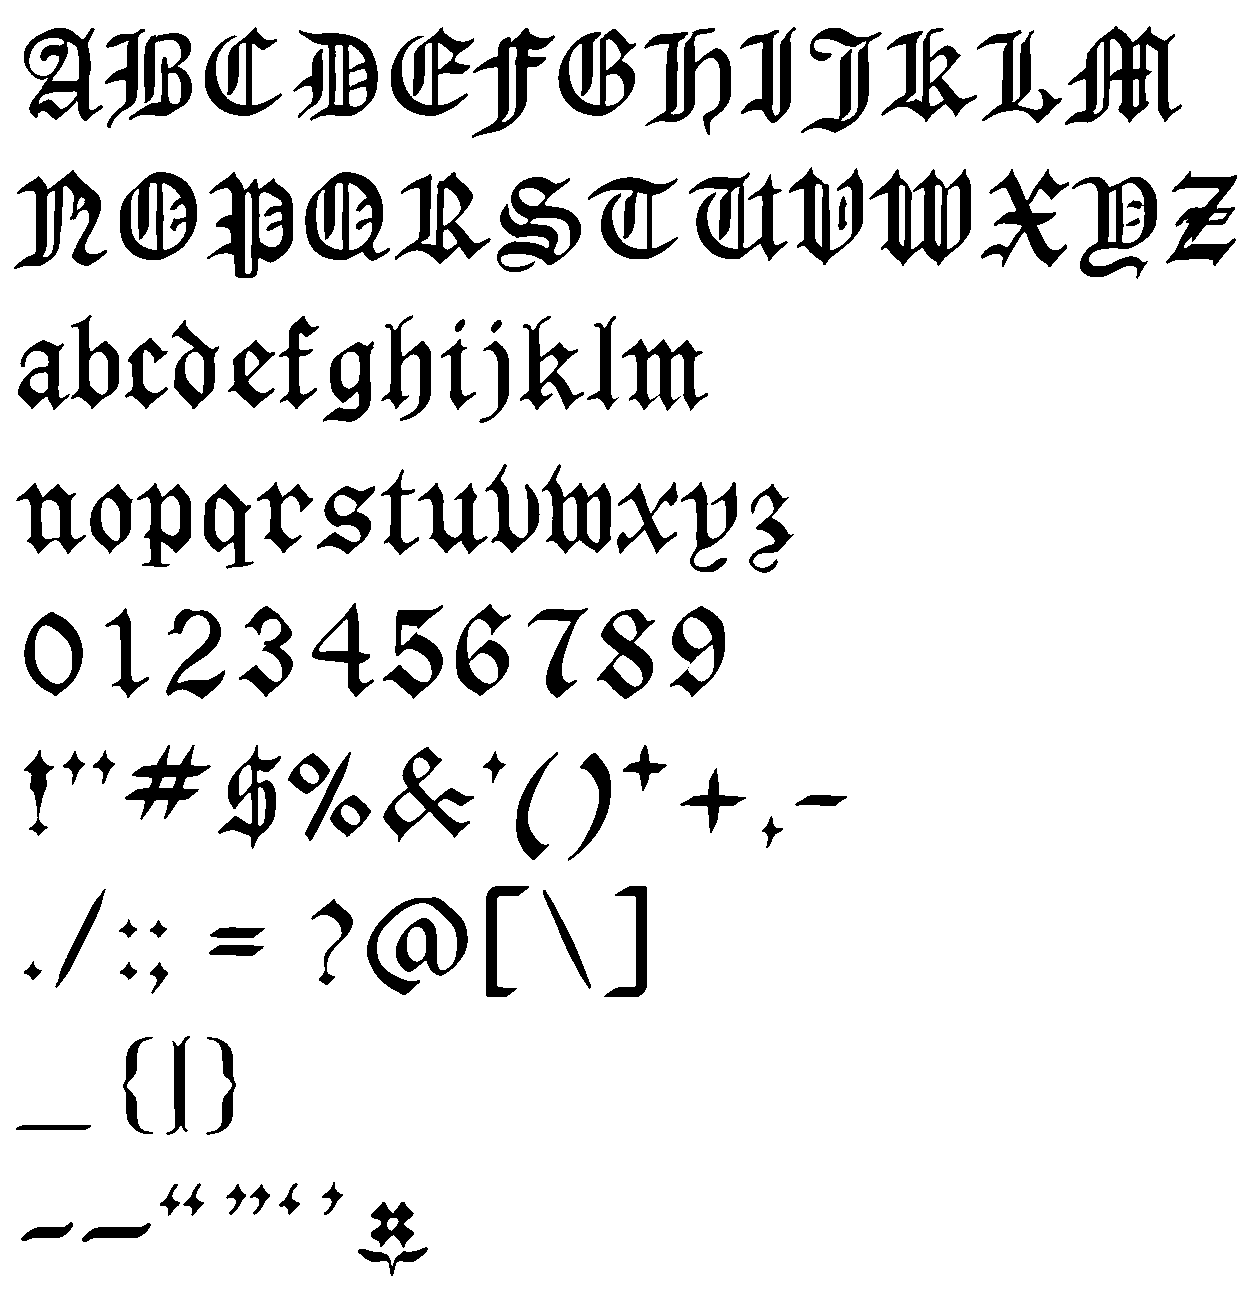 ABCDEFGHIJKLM
NOPQRSTUVWXYZ
abcdefghijklm
nopqrstuvwxyz
0123456789
!"#$%&'()*+,-
./:;=?@[\]
_{|}
–—“”‘’